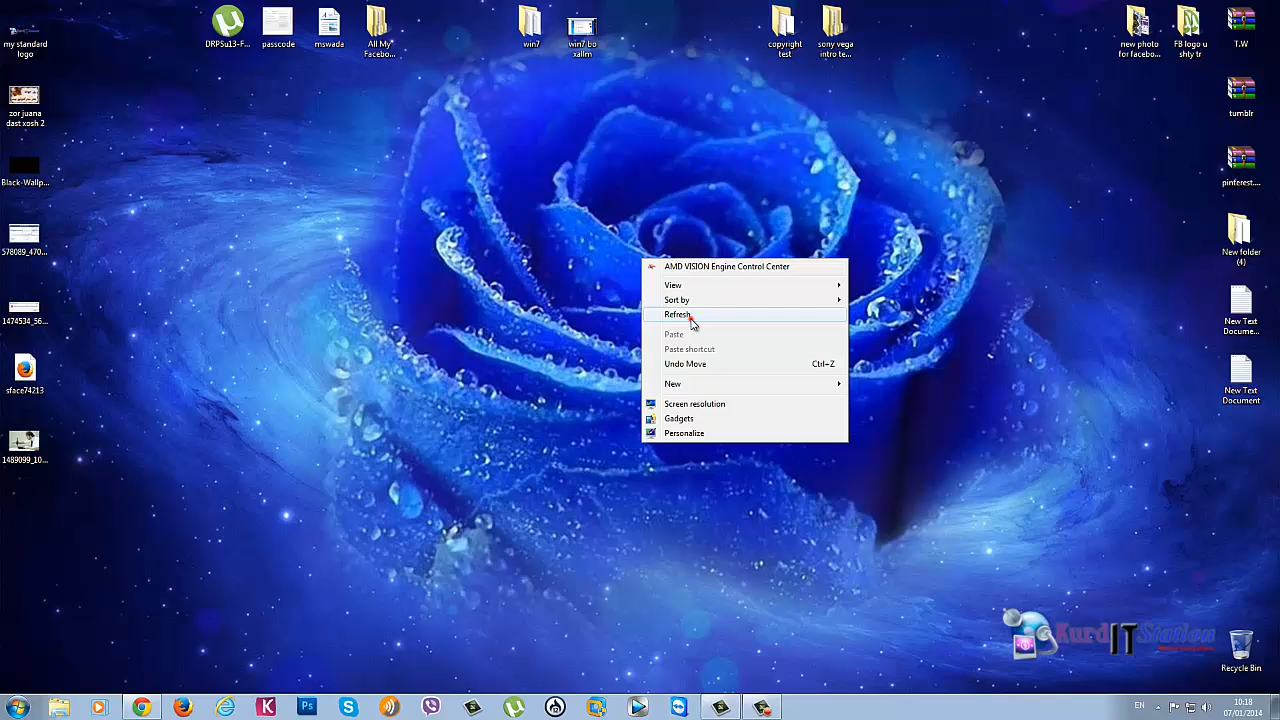 my standard
logo
DRPSu13-F...
passcode
mswada
All My
Facebo...
win7
win7 bo
xallm
copyright
test
sony vega
intro te...
new photo
for facebo...
FB logo u
shty tr
T.W
zor juana
dast xosh 2
tumblr
Black-Wallp...
pinterest....
578089_470...
New folder
(4)
1474534_56...
New Text
Docume...
sface74213
New Text
Document
1489099_10...
AMD VISION Engine Control Center
View
Sort by
Refresh
Paste
Paste shortcut
Undo Move Ctrl+Z
New
Screen resolution
Gadgets
Personalize
Kurd IT Station
Recycle Bin
Ps
EN
10:18
07/01/2014